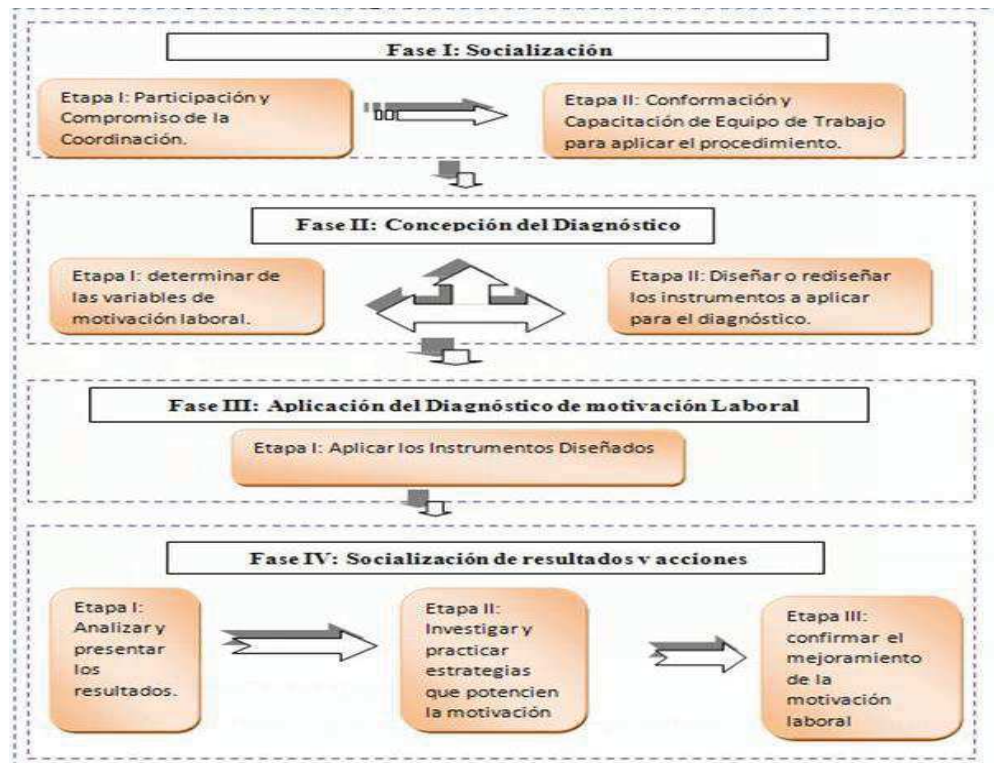 Fase I: Socialización
Etapa I: Participación y
Compromiso de la
Coordinación.
Etapa II: Conformación y
Capacitación de Equipo de Trabajo
para aplicar el procedimiento.
Fase II: Concepción del Diagnóstico
Etapa I: determinar de
las variables de
motivación laboral.
Etapa II: Diseñar o rediseñar
los instrumentos a aplicar
para el diagnóstico.
Fase III: Aplicación del Diagnóstico de motivación Laboral
Etapa I: Aplicar los Instrumentos Diseñados
Fase IV: Socialización de resultados y acciones
Etapa I:
Analizar y
presentar
los
resultados.
Etapa II:
Investigar y
practicar
estrategias
que potencien
la motivación
Etapa III:
confirmar el
mejoramiento
de la
motivación
laboral